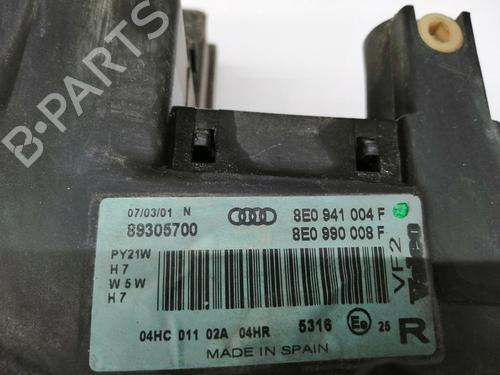 B-PARTS
07/03/01 N
89305700
8E0 941 004 F
8E0 990 008 F
PY21W
H7
W5W
H7
VF2
04HC 011 02A 04HR 5316 25 R
MADE IN SPAIN